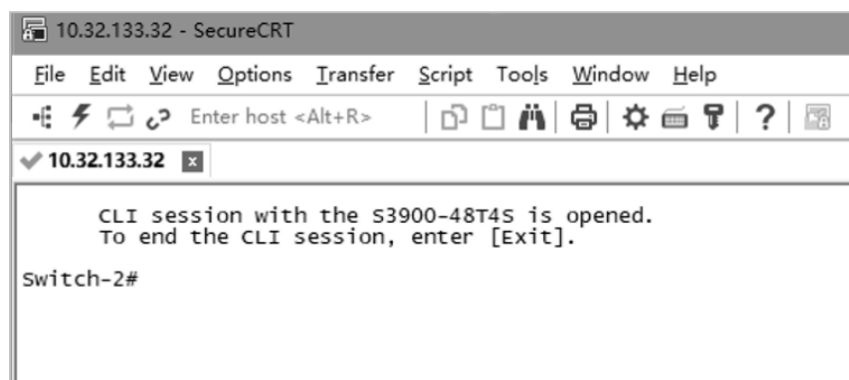 10.32.133.32 - SecureCRT
File Edit View Options Transfer Script Tools Window Help
Enter host <Alt+R>
10.32.133.32
CLI session with the S3900-48T4S is opened.
To end the CLI session, enter [Exit].
Switch-2#